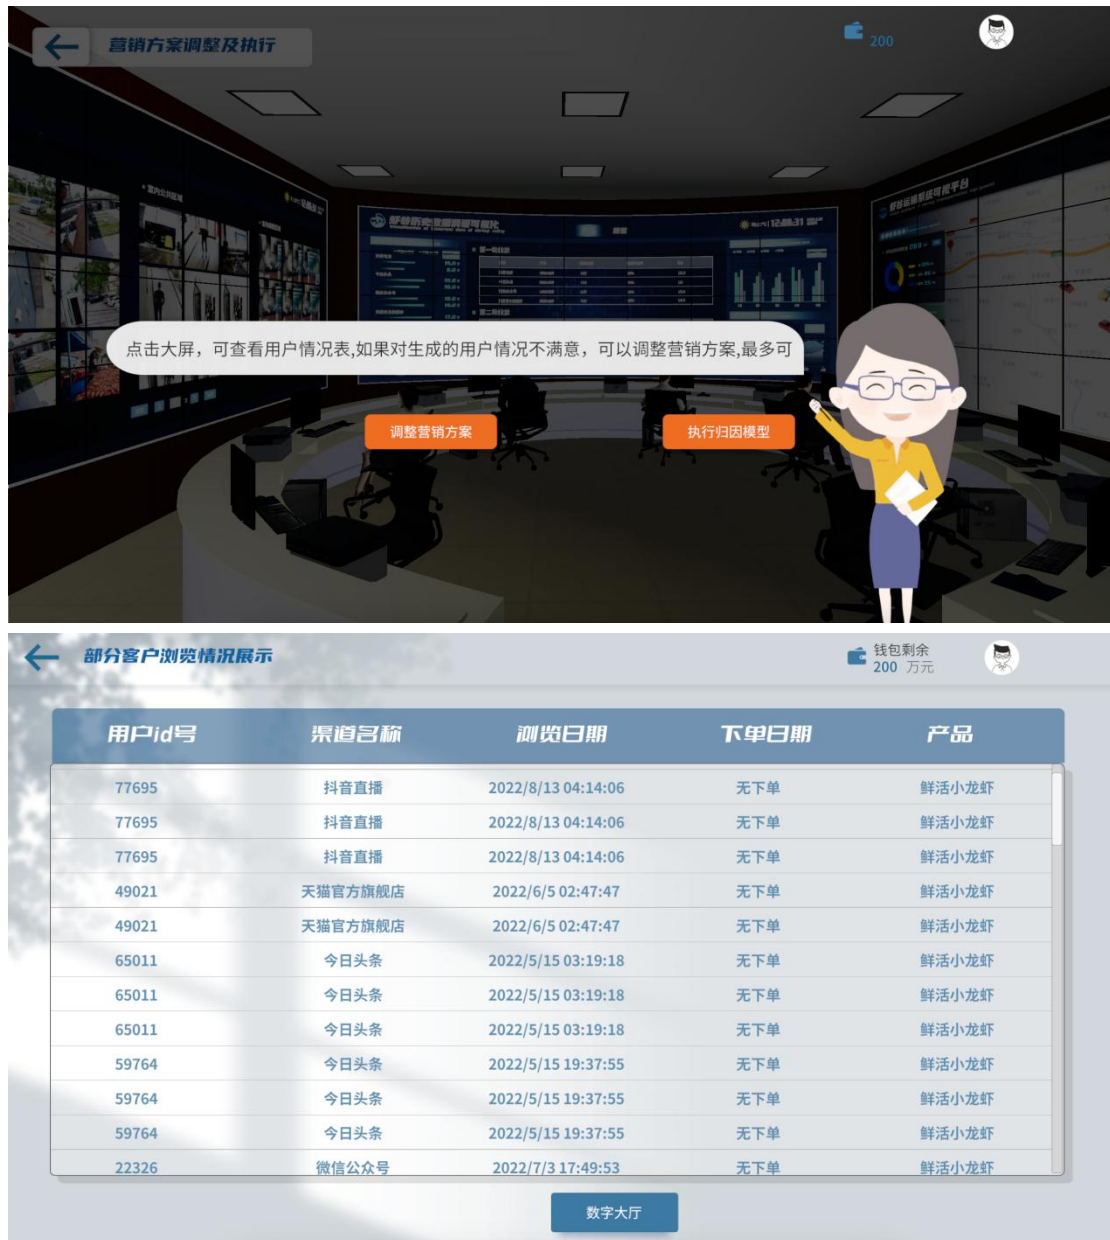 营销方案调整及执行
200
室内公共区域
虾谷运输系统可视平台
点击大屏，可查看用户情况表,如果对生成的用户情况不满意，可以调整营销方案,最多可
调整营销方案
执行归因模型
部分客户浏览情况展示
钱包剩余
200 万元
用户id号 渠道名称 浏览日期 下单日期 产品
77695 抖音直播 2022/8/13 04:14:06 无下单 鲜活小龙虾
77695 抖音直播 2022/8/13 04:14:06 无下单 鲜活小龙虾
77695 抖音直播 2022/8/13 04:14:06 无下单 鲜活小龙虾
49021 天猫官方旗舰店 2022/6/5 02:47:47 无下单 鲜活小龙虾
49021 天猫官方旗舰店 2022/6/5 02:47:47 无下单 鲜活小龙虾
65011 今日头条 2022/5/15 03:19:18 无下单 鲜活小龙虾
65011 今日头条 2022/5/15 03:19:18 无下单 鲜活小龙虾
65011 今日头条 2022/5/15 03:19:18 无下单 鲜活小龙虾
59764 今日头条 2022/5/15 19:37:55 无下单 鲜活小龙虾
59764 今日头条 2022/5/15 19:37:55 无下单 鲜活小龙虾
59764 今日头条 2022/5/15 19:37:55 无下单 鲜活小龙虾
22326 微信公众号 2022/7/3 17:49:53 无下单 鲜活小龙虾
数字大厅